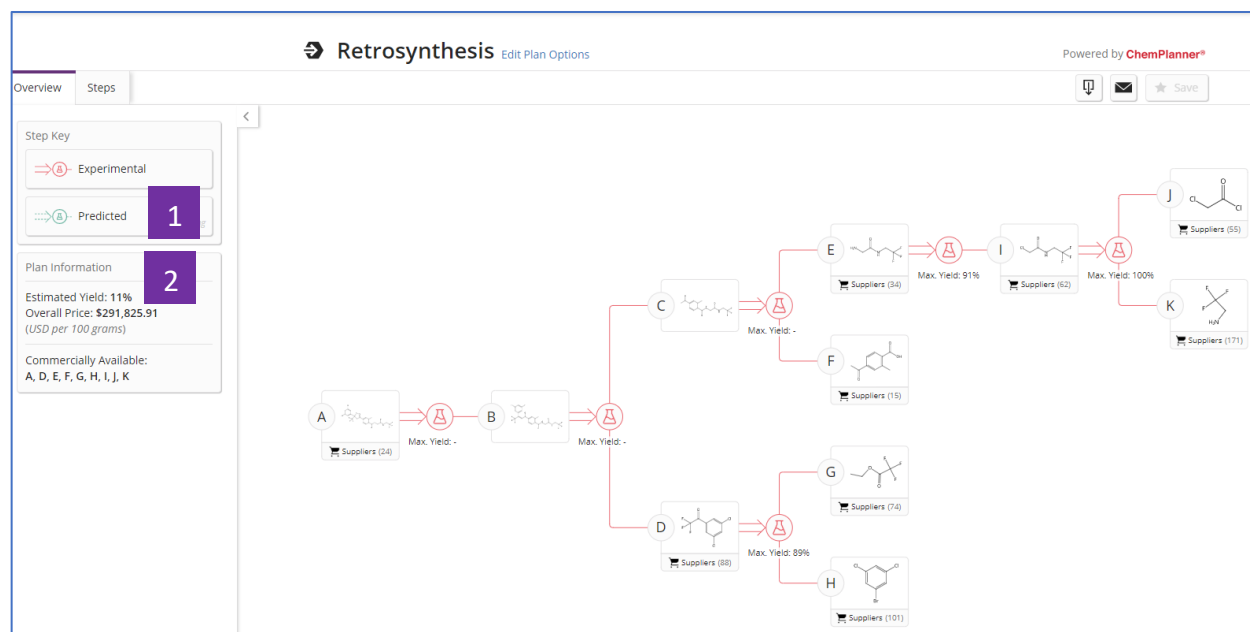 Retrosynthesis Edit Plan Options
Powered by ChemPlanner®
Overview
Steps
Save
Step Key
Experimental
Predicted
1
Plan Information
2
Estimated Yield: 11%
Overall Price: $291,825.91
(USD per 100 grams)
Commercially Available:
A, D, E, F, G, H, I, J, K
A
Suppliers (24)
Max. Yield: -
B
Max. Yield: -
C
Max. Yield: -
D
Suppliers (88)
Max. Yield: 89%
E
Suppliers (34)
Max. Yield: 91%
F
Suppliers (15)
G
Suppliers (74)
H
Suppliers (101)
I
Suppliers (62)
Max. Yield: 100%
J
O
Cl
Cl
Suppliers (55)
K
F
F
F
H₂N
Suppliers (171)